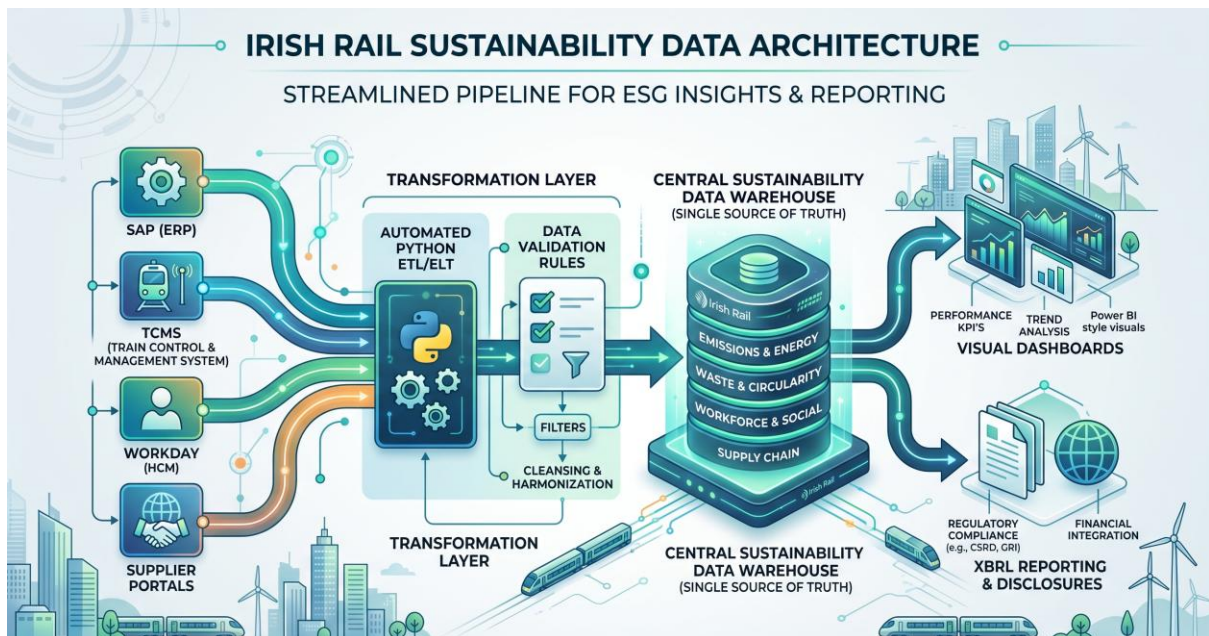 IRISH RAIL SUSTAINABILITY DATA ARCHITECTURE
STREAMLINED PIPELINE FOR ESG INSIGHTS & REPORTING
SAP (ERP)
TCMS
(TRAIN CONTROL &
MANAGEMENT SYSTEM)
WORKDAY
(HCM)
SUPPLIER
PORTALS
TRANSFORMATION LAYER
AUTOMATED
PYTHON
ETL/ELT
DATA
VALIDATION
RULES
FILTERS
CLEANSING &
HARMONIZATION
TRANSFORMATION
LAYER
CENTRAL SUSTAINABILITY
DATA WAREHOUSE
(SINGLE SOURCE OF TRUTH)
Irish Rail
EMISSIONS & ENERGY
WASTE & CIRCULARITY
WORKFORCE & SOCIAL
SUPPLY CHAIN
Irish Rail
CENTRAL SUSTAINABILITY
DATA WAREHOUSE
(SINGLE SOURCE OF TRUTH)
PERFORMANCE
KPI'S
TREND
ANALYSIS
Power BI
style visuals
VISUAL DASHBOARDS
REGULATORY
COMPLIANCE
(e.g., CSRD, GRI)
FINANCIAL
INTEGRATION
XBRL REPORTING
& DISCLOSURES